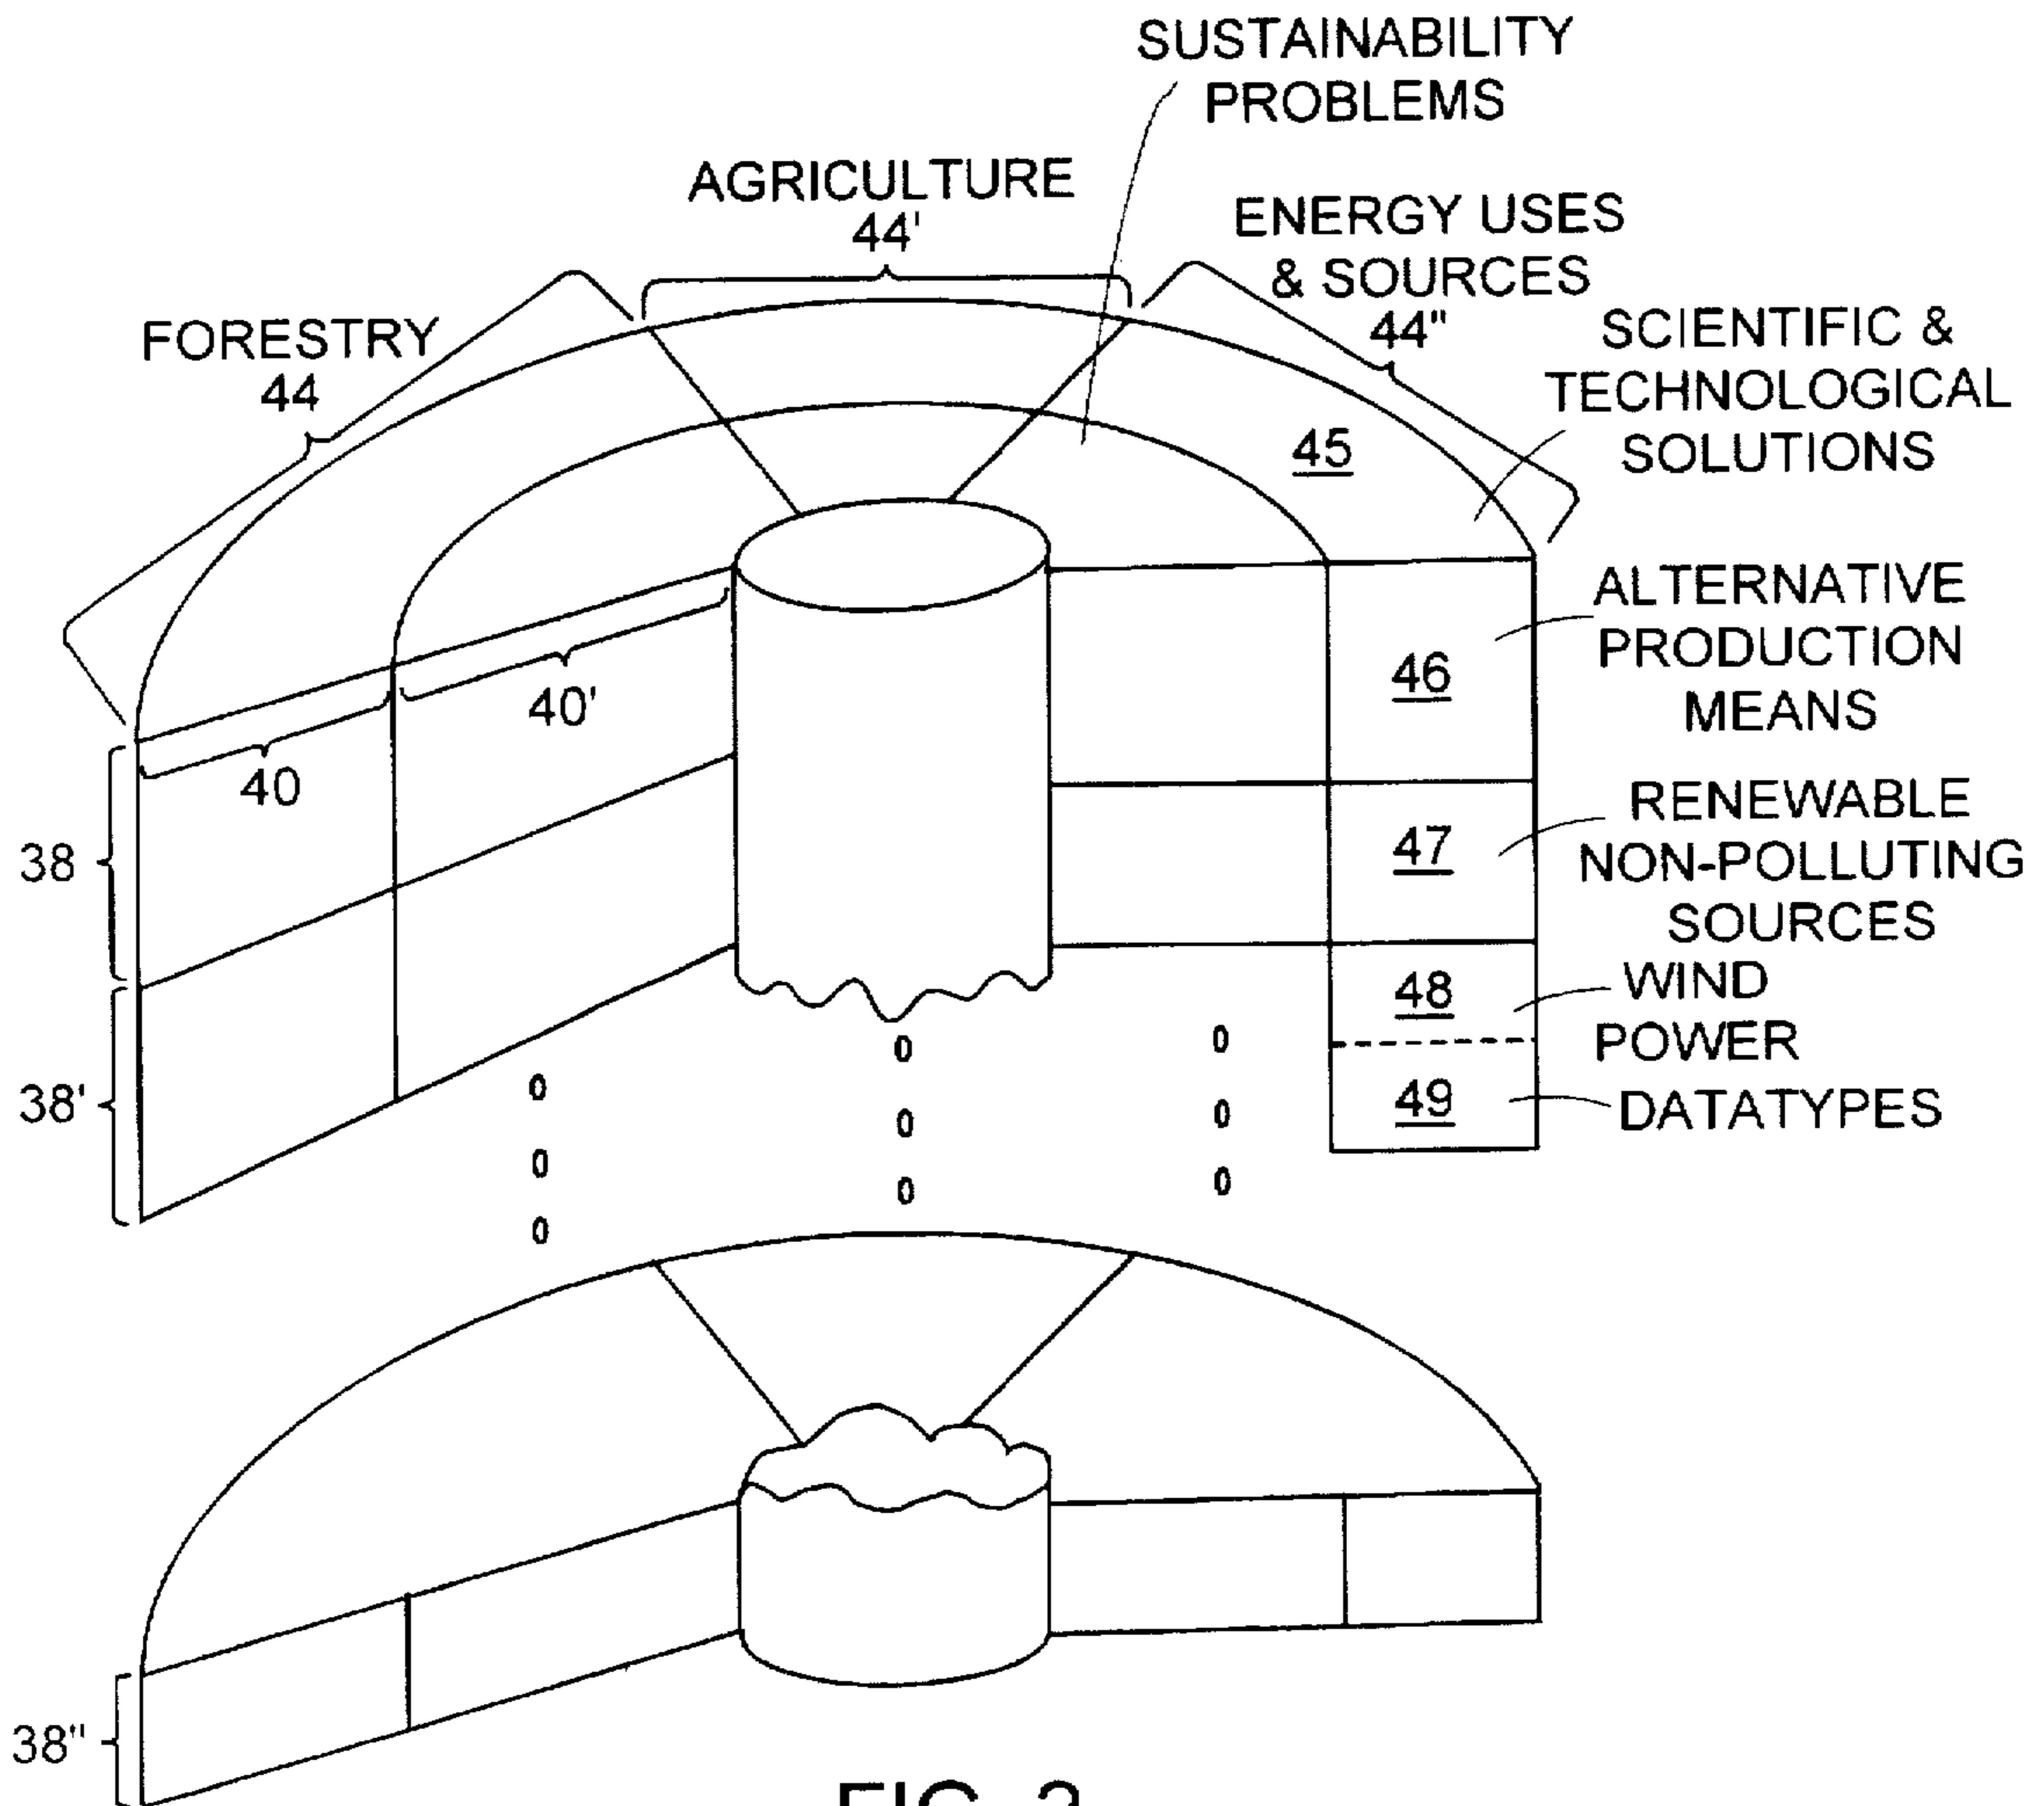 SUSTAINABILITY
PROBLEMS
AGRICULTURE
44'
ENERGY USES
& SOURCES
44"
FORESTRY
44
SCIENTIFIC &
TECHNOLOGICAL
SOLUTIONS
45
ALTERNATIVE
PRODUCTION
MEANS
46
40'
40
RENEWABLE
NON-POLLUTING
SOURCES
47
38
WIND
POWER
48
38'
DATATYPES
49
38"